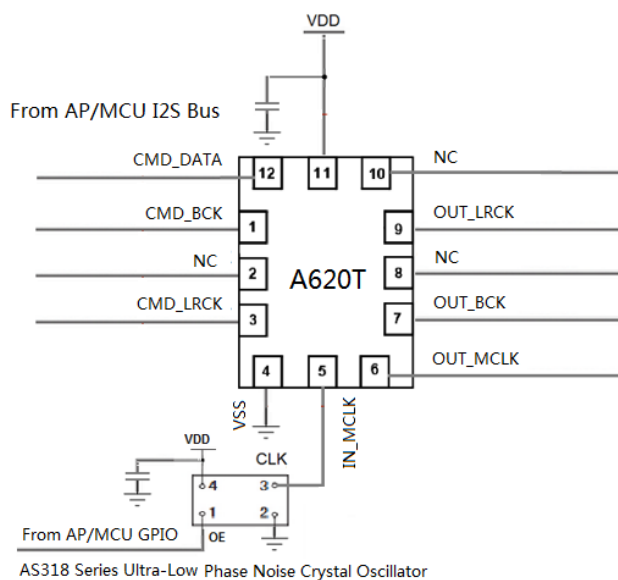 VDD
From AP/MCU I2S Bus
CMD_DATA
12
11
10
NC
CMD_BCK
1
9
OUT_LRCK
NC
2
A620T
8
NC
CMD_LRCK
3
7
OUT_BCK
4
5
6
OUT_MCLK
VSS
IN_MCLK
VDD
CLK
4
3
1
2
From AP/MCU GPIO
OE
AS318 Series Ultra-Low Phase Noise Crystal Oscillator